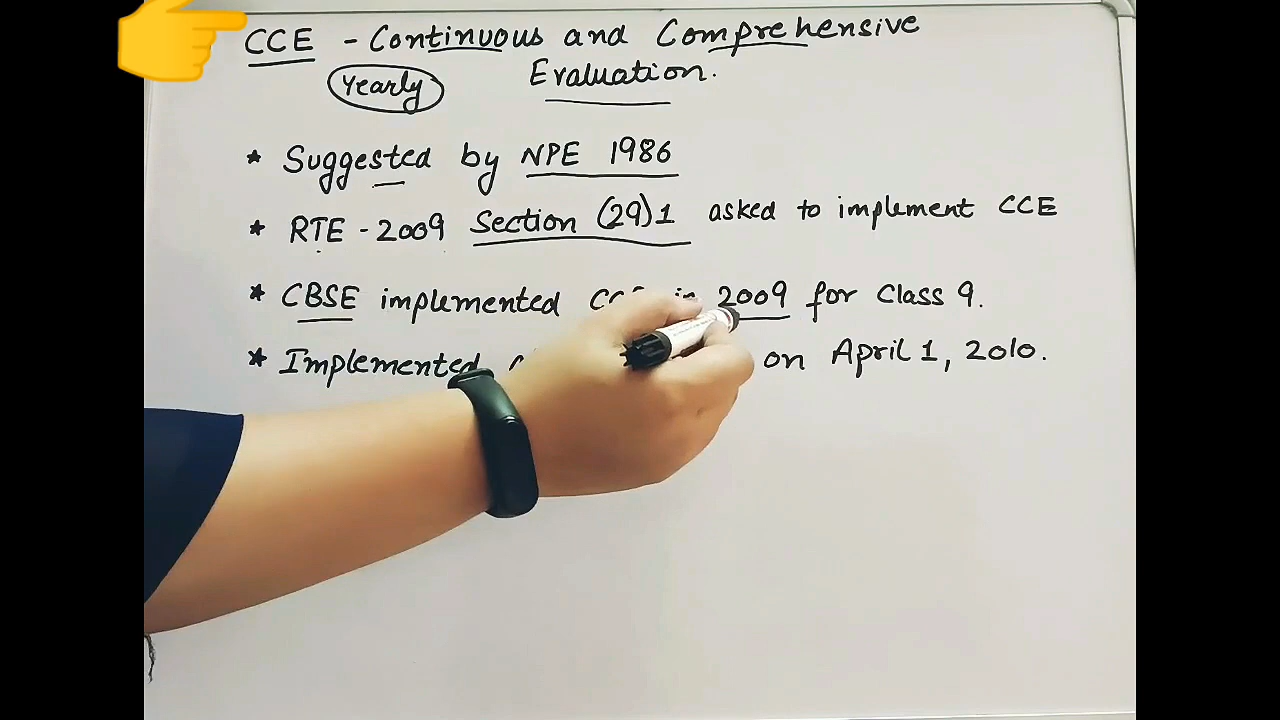 CCE - Continuous and Comprehensive
Yearly Evaluation.
* Suggested by NPE 1986
* RTE - 2009 Section (29)1 asked to implement CCE
* CBSE implemented in 2009 for Class 9.
* Implemented on April 1, 2010.